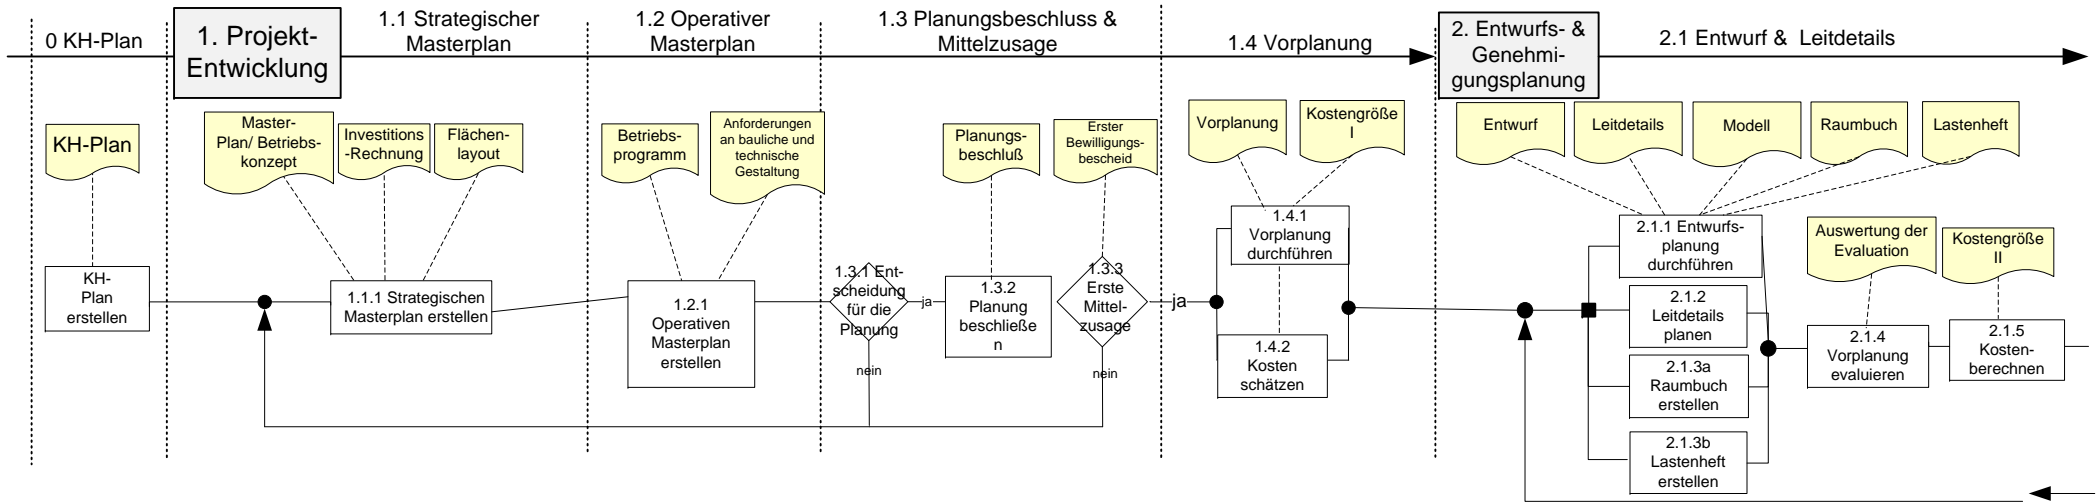 0 KH-Plan
1. Projekt-
Entwicklung
1.1 Strategischer
Masterplan
1.2 Operativer
Masterplan
1.3 Planungsbeschluss &
Mittelzusage
1.4 Vorplanung
2. Entwurfs- &
Genehmi-
gungsplanung
2.1 Entwurf & Leitdetails
KH-Plan
Master-
Plan/ Betriebs-
konzept
Investitions
-Rechnung
Flächen-
layout
Betriebs-
programm
Anforderungen
an bauliche und
technische
Gestaltung
Planungs-
beschluß
Erster
Bewilligungs-
bescheid
Vorplanung
Kostengröße
I
Entwurf
Leitdetails
Modell
Raumbuch
Lastenheft
Auswertung der
Evaluation
Kostengröße
II
KH-
Plan
erstellen
1.1.1 Strategischen
Masterplan erstellen
1.2.1
Operativen
Masterplan
erstellen
1.3.1 Ent-
scheidung
für die
Planung
ja
nein
1.3.2
Planung
beschließe
n
1.3.3
Erste
Mittel-
zusage
ja
nein
1.4.1
Vorplanung
durchführen
1.4.2
Kosten
schätzen
2.1.1 Entwurfs-
planung
durchführen
2.1.2
Leitdetails
planen
2.1.3a
Raumbuch
erstellen
2.1.3b
Lastenheft
erstellen
2.1.4
Vorplanung
evaluieren
2.1.5
Kosten-
berechnen